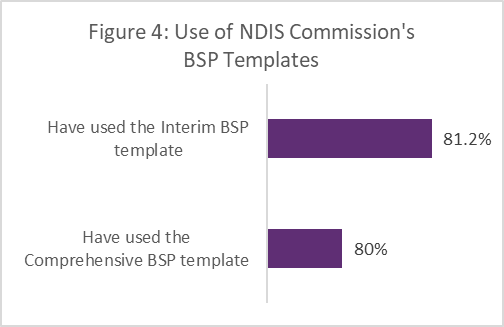 Figure 4: Use of NDIS Commission's
BSP Templates
Have used the Interim BSP
template
81.2%
Have used the
Comprehensive BSP template
80%